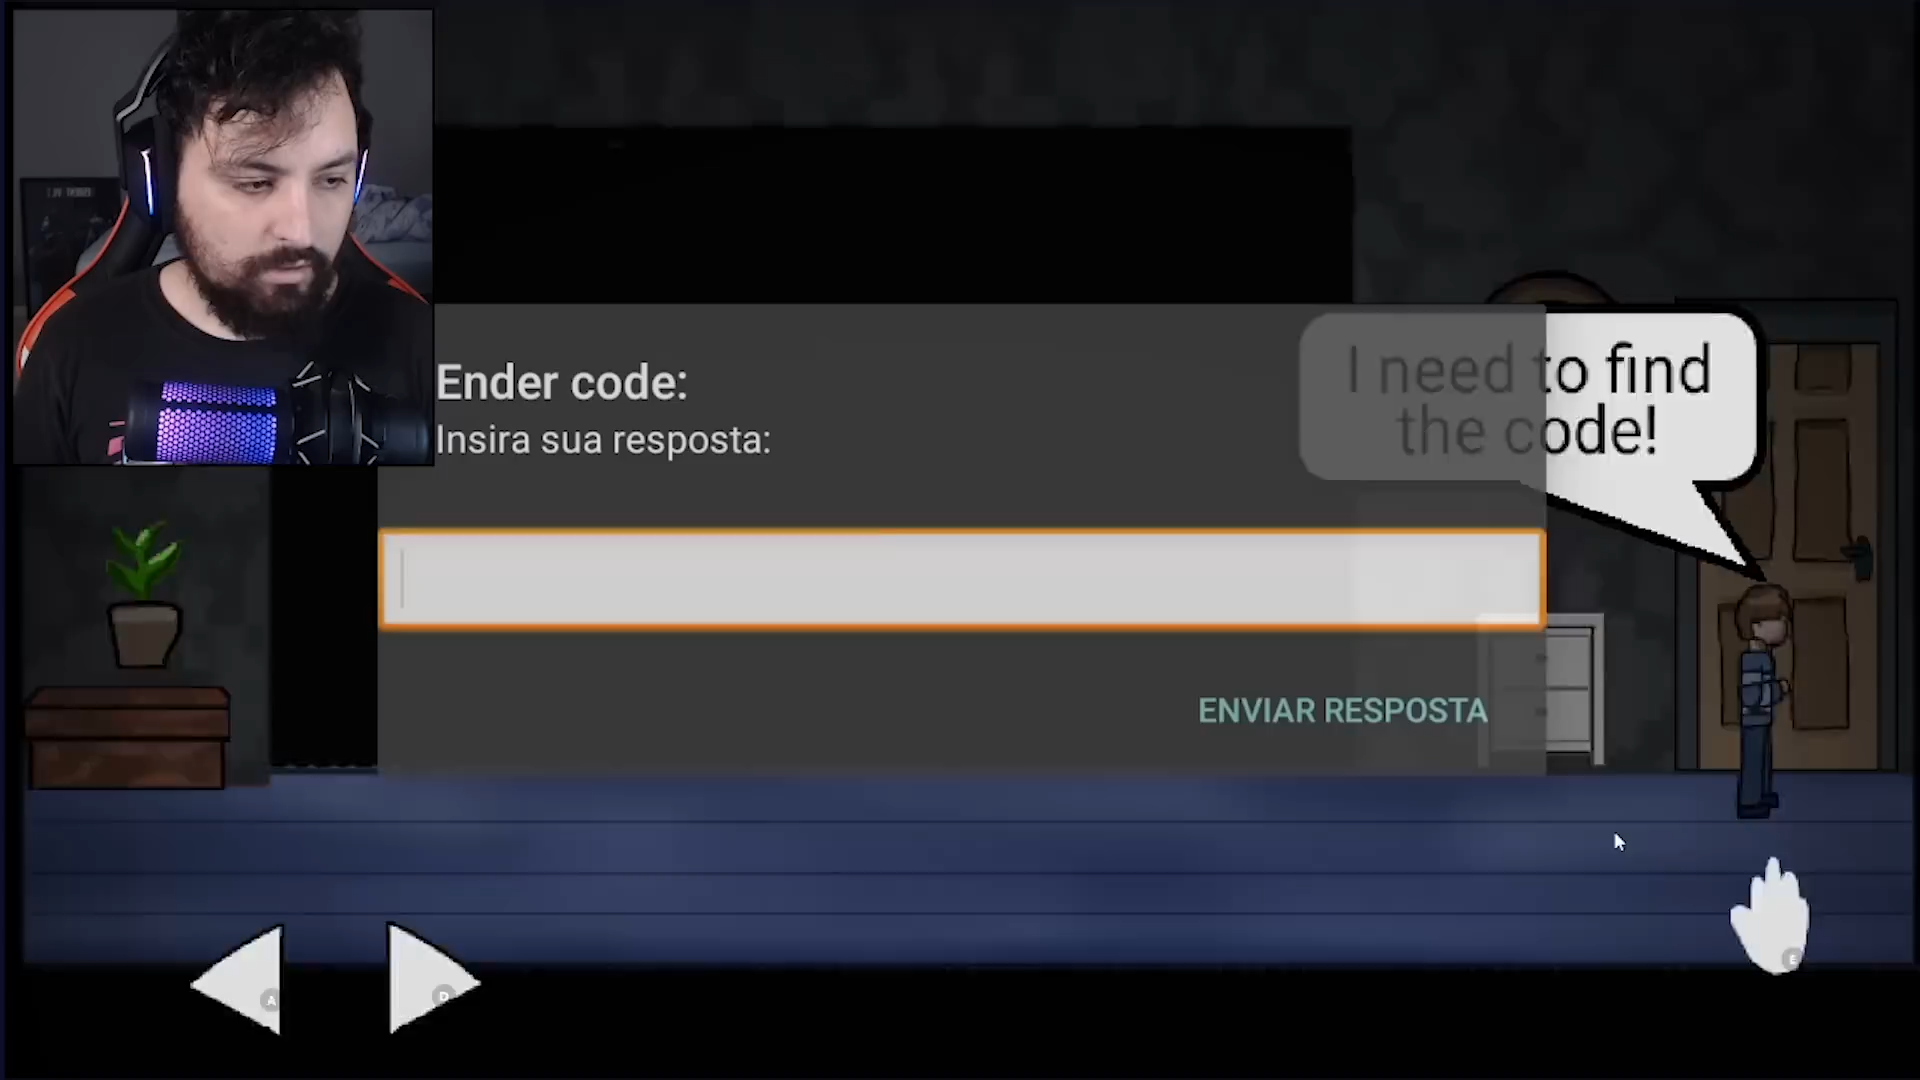 Ender code:
Insira sua resposta:
I need to find
the code!
ENVIAR RESPOSTA
A
D
E